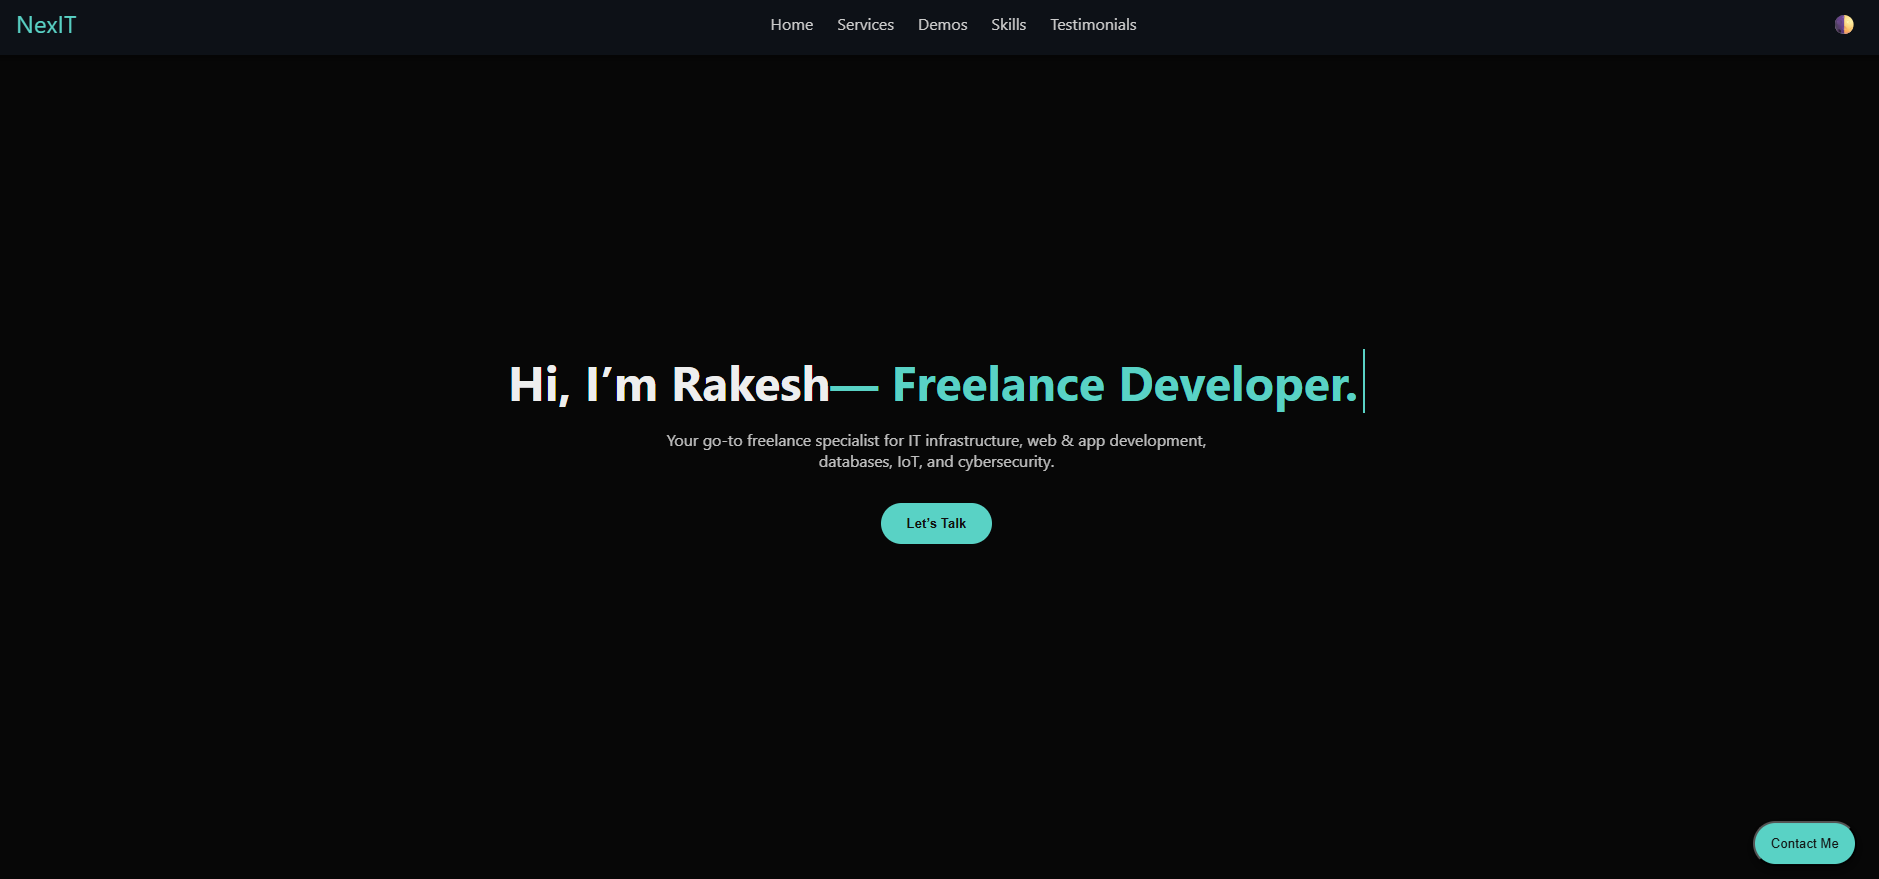 NexIT
Home Services Demos Skills Testimonials
Hi, I’m Rakesh— Freelance Developer.
Your go-to freelance specialist for IT infrastructure, web & app development,
databases, IoT, and cybersecurity.
Let’s Talk
Contact Me